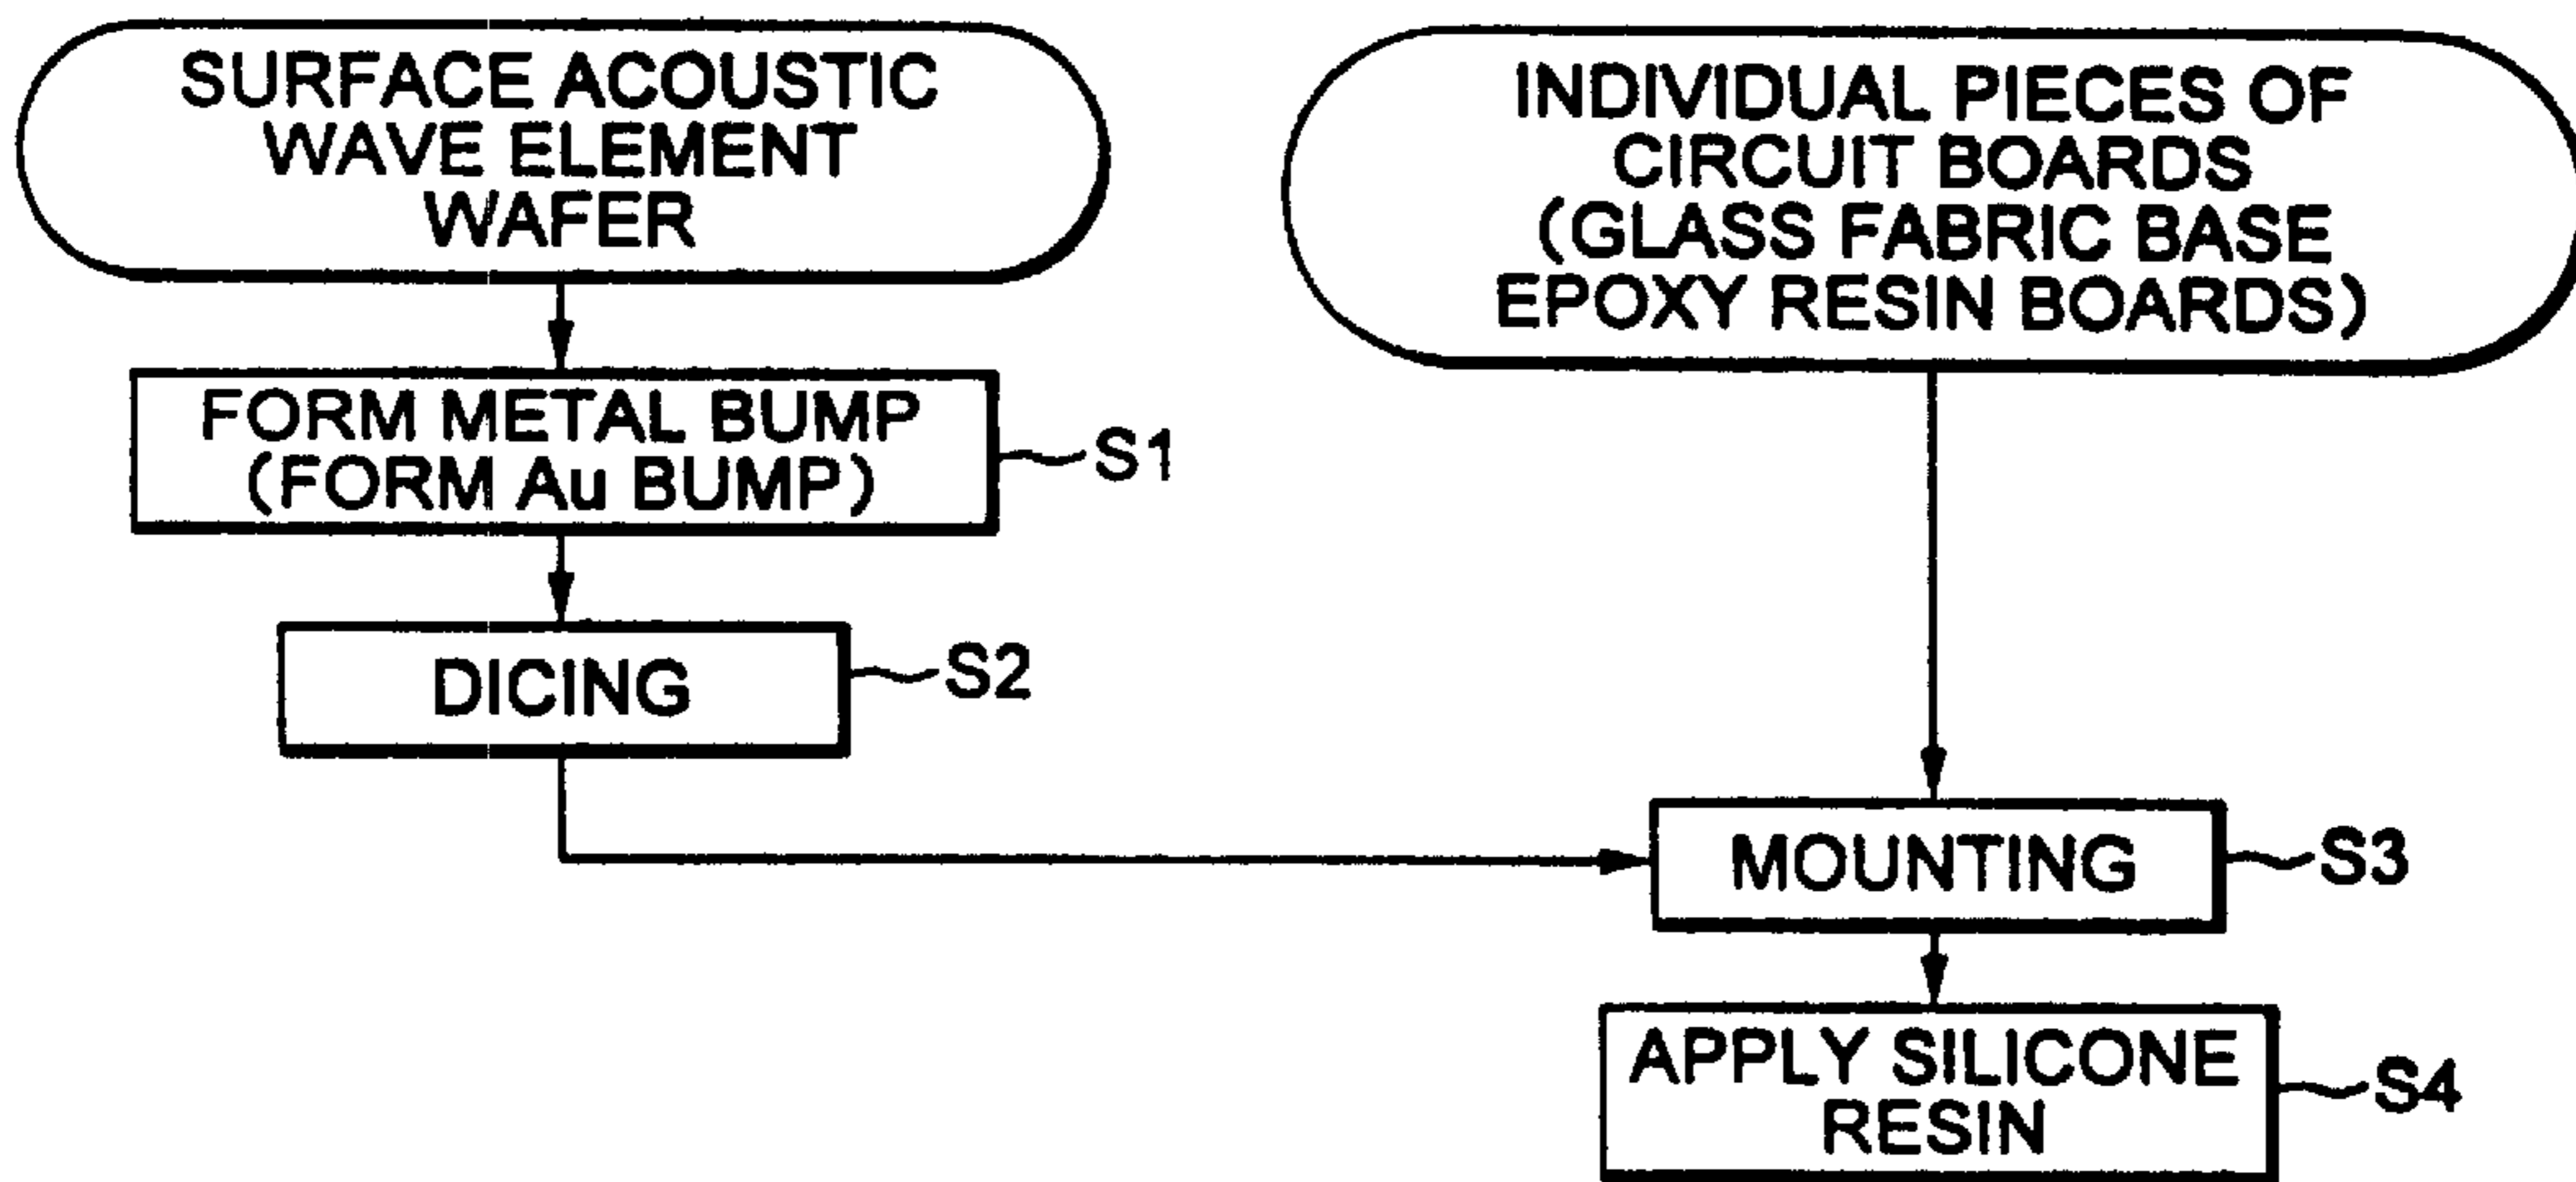 SURFACE ACOUSTIC
WAVE ELEMENT
WAFER
FORM METAL BUMP
(FORM Au BUMP)
S1
DICING
S2
INDIVIDUAL PIECES OF
CIRCUIT BOARDS
(GLASS FABRIC BASE
EPOXY RESIN BOARDS)
MOUNTING
S3
APPLY SILICONE
RESIN
S4